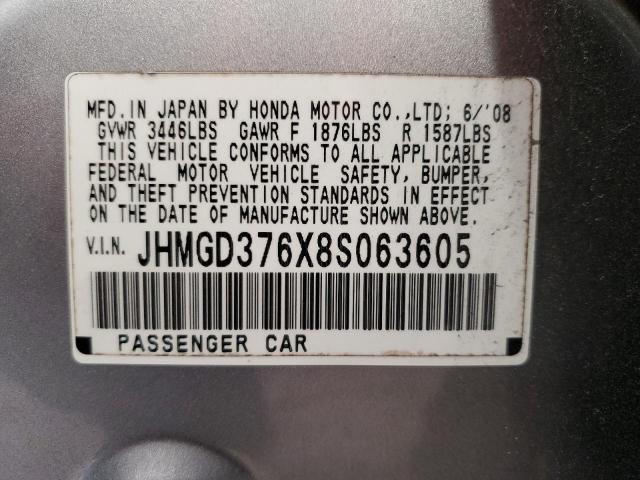 MFD.IN JAPAN BY HONDA MOTOR CO.,LTD; 6/'08
GVWR 3446LBS GAWR F 1876LBS R 1587LBS
THIS VEHICLE CONFORMS TO ALL APPLICABLE
FEDERAL MOTOR VEHICLE SAFETY, BUMPER,
AND THEFT PREVENTION STANDARDS IN EFFECT
ON THE DATE OF MANUFACTURE SHOWN ABOVE.
V.I.N. JHMGD376X8S063605
PASSENGER CAR